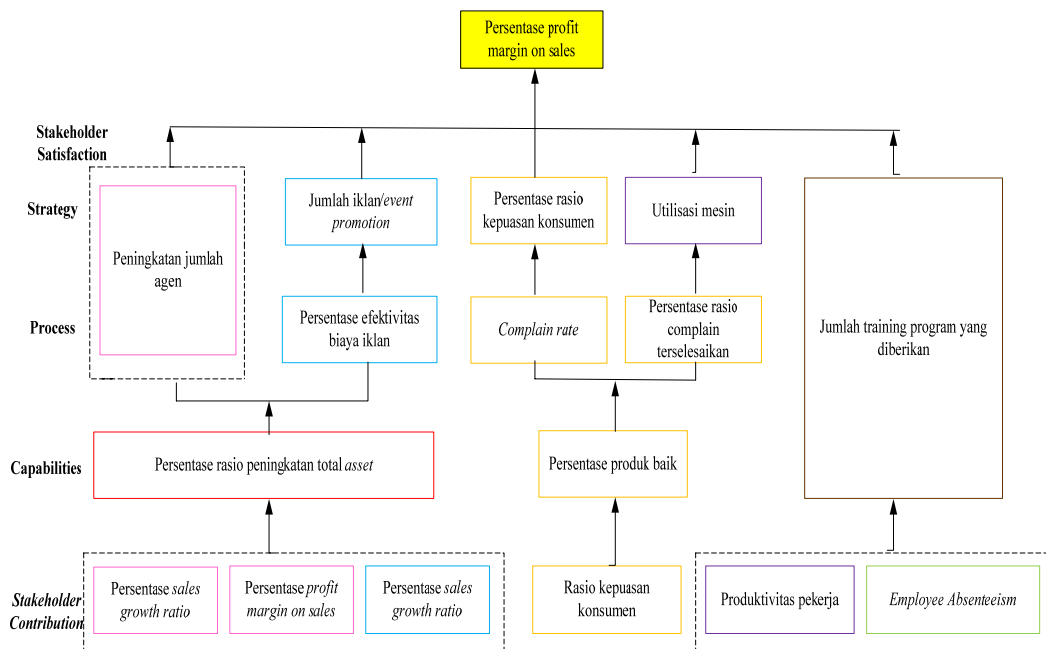 Persentase profit
margin on sales
Stakeholder
Satisfaction
Strategy
Process
Capabilities
Stakeholder
Contribution
Peningkatan jumlah
agen
Jumlah iklan/event
promotion
Persentase rasio
kepuasan konsumen
Utilisasi mesin
Persentase efektivitas
biaya iklan
Complain rate
Persentase rasio
complain
terselesaikan
Jumlah training program yang
diberikan
Persentase rasio peningkatan total asset
Persentase produk baik
Persentase sales
growth ratio
Persentase profit
margin on sales
Persentase sales
growth ratio
Rasio kepuasan
konsumen
Produktivitas pekerja
Employee Absenteeism